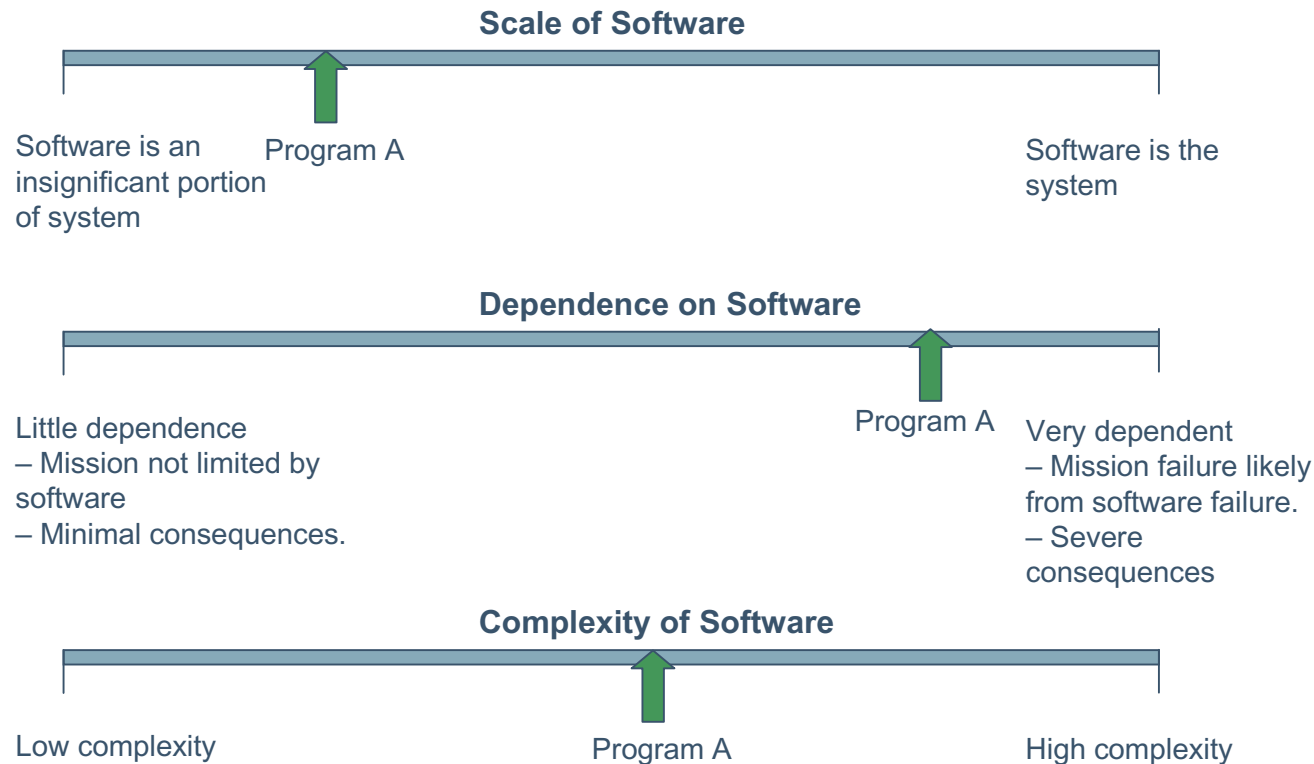 Scale of Software
Software is an
insignificant portion
of system
Program A
Software is the
system
Dependence on Software
Little dependence
– Mission not limited by
software
– Minimal consequences.
Program A
Very dependent
– Mission failure likely
from software failure.
– Severe
consequences
Complexity of Software
Low complexity
Program A
High complexity